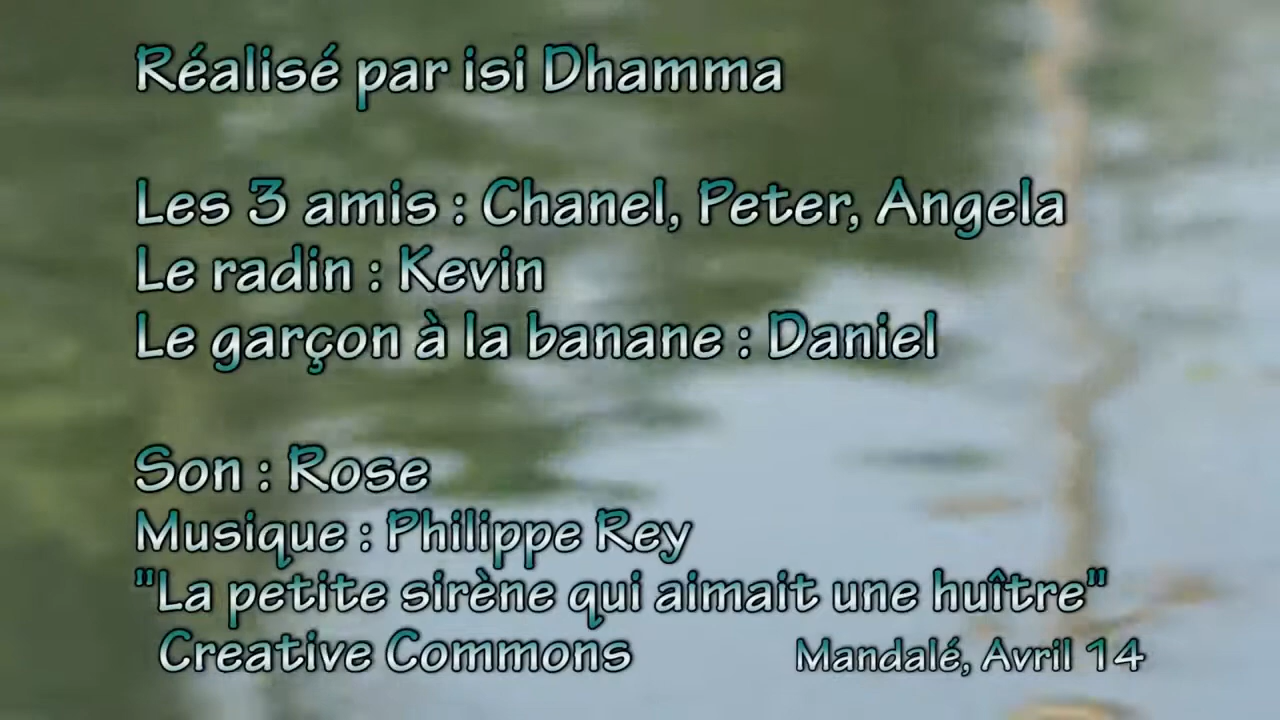 Réalisé par isi Dhamma
Les 3 amis : Chanel, Peter, Angela
Le radin : Kevin
Le garçon à la banane : Daniel
Son : Rose
Musique : Philippe Rey
"La petite sirène qui aimait une huître"
Creative Commons
Mandalé, Avril 14